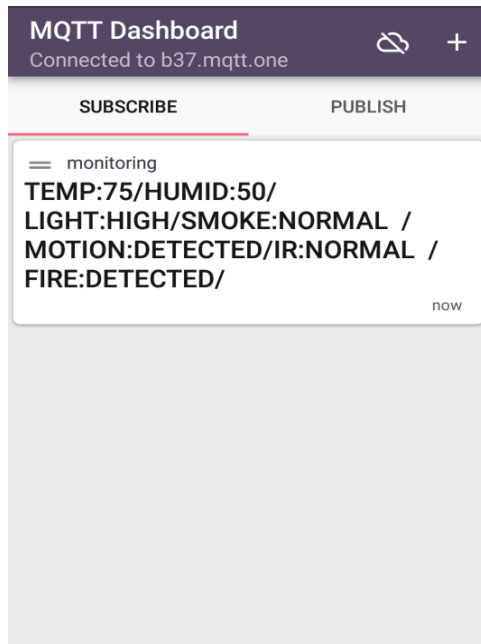 MQTT Dashboard
Connected to b37.mqtt.one
SUBSCRIBE PUBLISH
monitoring
TEMP:75/HUMID:50/
LIGHT:HIGH/SMOKE:NORMAL /
MOTION:DETECTED/IR:NORMAL /
FIRE:DETECTED/
now